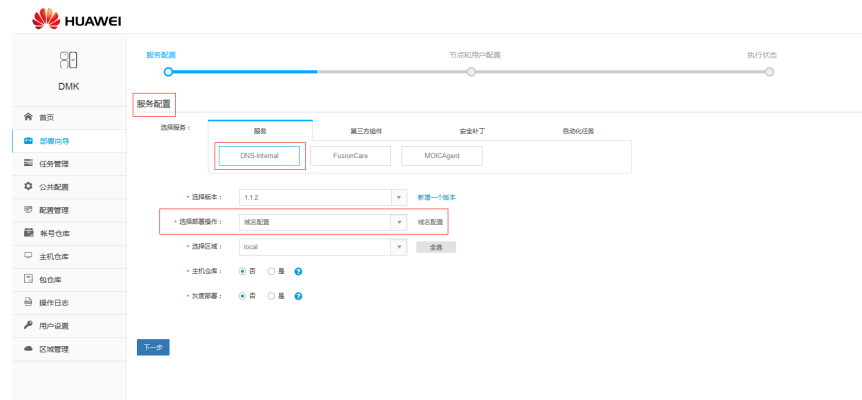 HUAWEI
DMK
首页
部署向导
任务管理
公共配置
配置管理
帐号仓库
主机仓库
包仓库
操作日志
用户设置
区域管理
服务配置
节点和用户配置
执行状态
服务配置
选择服务：
服务
第三方组件
安全补丁
自动化任务
DNS-Internal
FusionCare
MOICAgent
* 选择版本： 1.1.2 新增一个版本
* 选择部署操作： 域名配置 域名配置
* 选择区域： local 全选
* 主机仓库： 否 是 ?
* 灰度部署： 否 是 ?
下一步